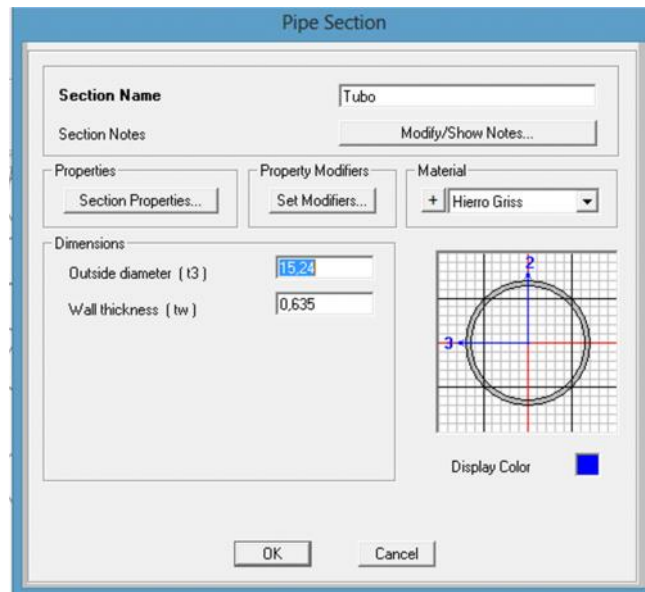 Pipe Section
Section Name
Tubo
Section Notes
Modify/Show Notes...
Properties
Section Properties...
Property Modifiers
Set Modifiers...
Material
+
Hierro Griss
Dimensions
Outside diameter ( t3 )
15,24
Wall thickness ( tw )
0,635
2
3
Display Color
OK
Cancel